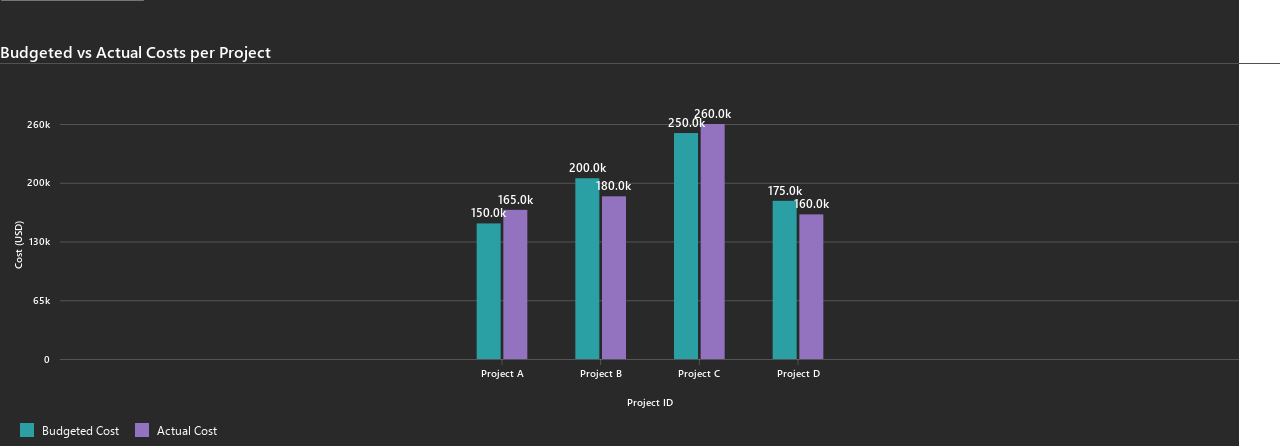 Budgeted vs Actual Costs per Project
260.0k
250.0k
260k
200.0k
180.0k
175.0k
200k
165.0k
160.0k
150.0k
130k
Cost (USD)
65k
0
Project A
Project B
Project C
Project D
Project ID
Budgeted Cost
Actual Cost